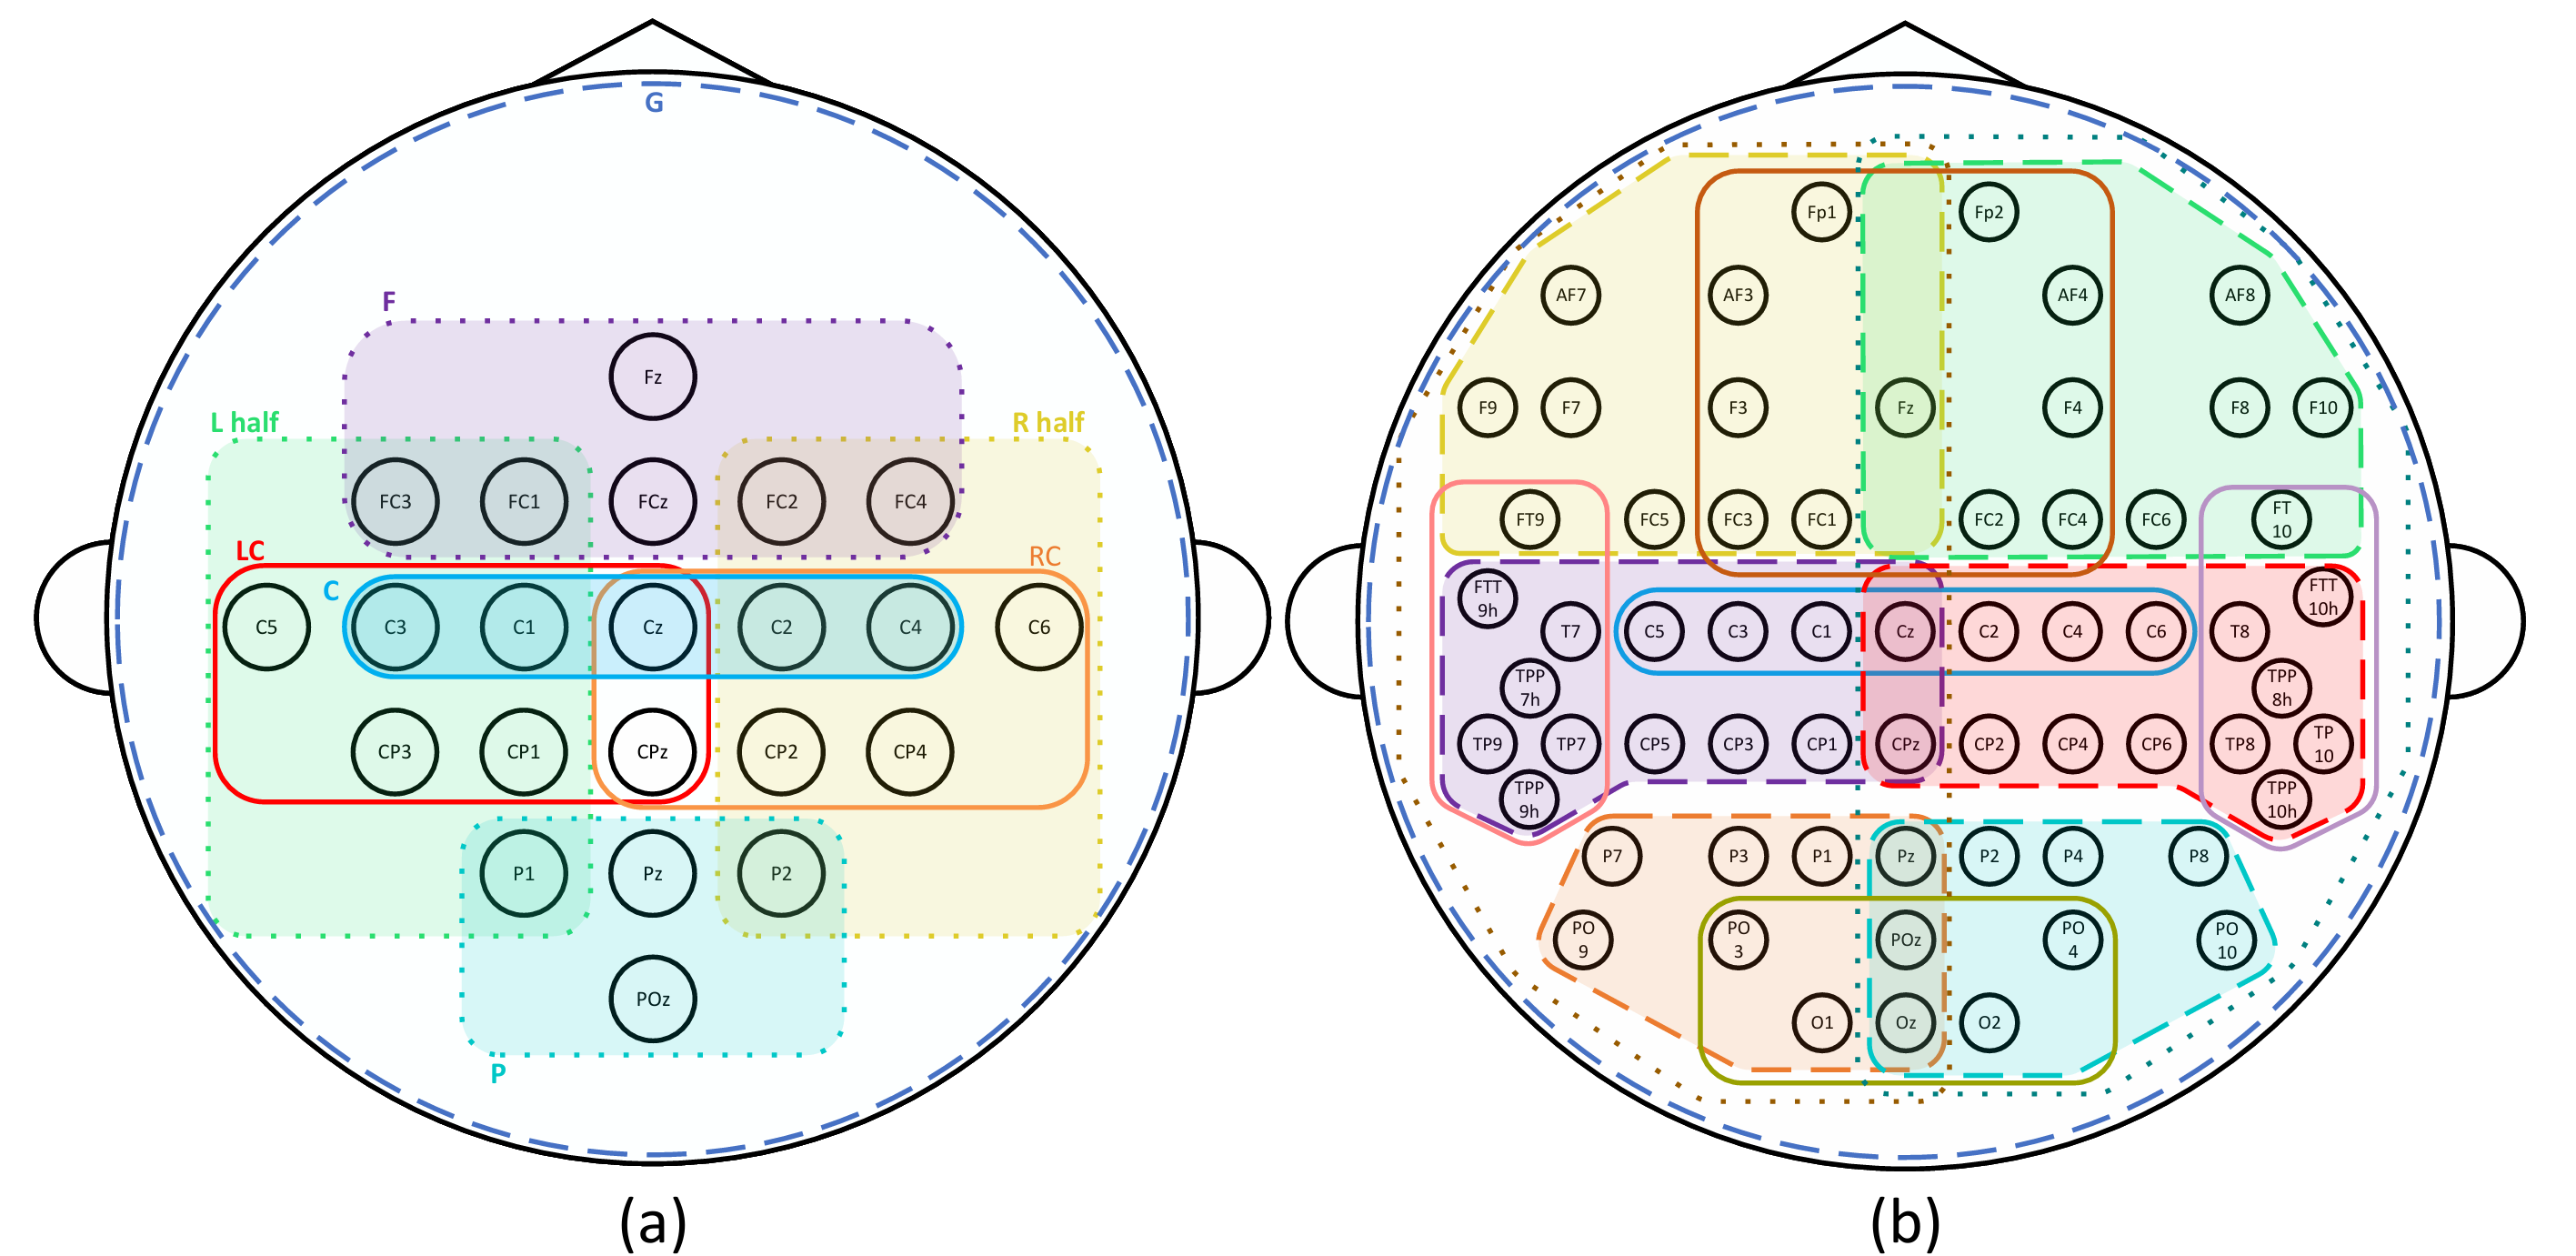 G
F
Fz
L half
R half
FC3 FC1 FCz FC2 FC4
LC
RC
C
C5 C3 C1 Cz C2 C4 C6
CP3 CP1 CPz CP2 CP4
P1 Pz P2
POz
P
(a)
Fp1 Fp2
AF7 AF3 AF4 AF8
F9 F7 F3 Fz F4 F8 F10
FT9 FC5 FC3 FC1 FC2 FC4 FC6 FT
10
FTT
9h
FTT
10h
T7 C5 C3 C1 Cz C2 C4 C6 T8
TPP
7h
TPP
8h
TP9 TP7 CP5 CP3 CP1 CPz CP2 CP4 CP6 TP8 TP
10
TPP
9h
TPP
10h
P7 P3 P1 Pz P2 P4 P8
PO
9
PO
3
POz
PO
4
PO
10
O1 Oz O2
(b)